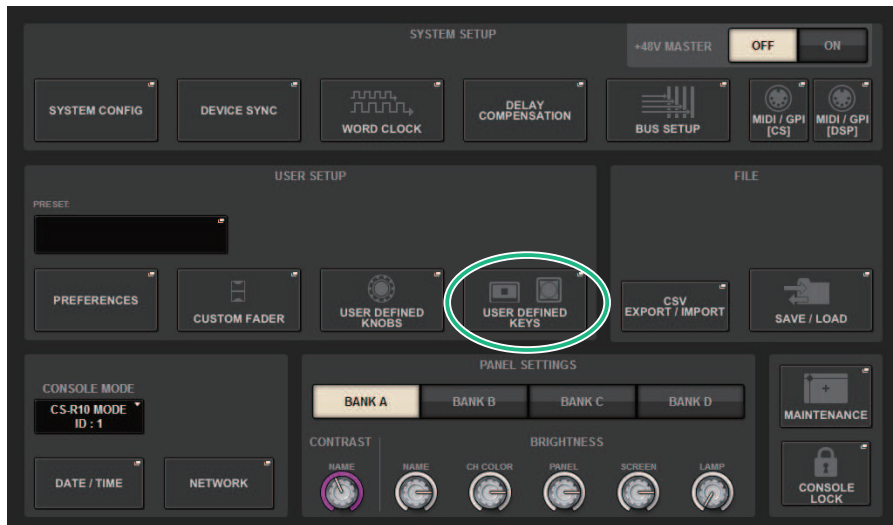 SYSTEM SETUP
+48V MASTER
OFF
ON
SYSTEM CONFIG
DEVICE SYNC
WORD CLOCK
DELAY
COMPENSATION
BUS SETUP
MIDI / GPI
[CS]
MIDI / GPI
[DSP]
USER SETUP
PRESET
PREFERENCES
CUSTOM FADER
USER DEFINED
KNOBS
USER DEFINED
KEYS
FILE
CSV
EXPORT / IMPORT
SAVE / LOAD
CONSOLE MODE
CS-R10 MODE
ID : 1
DATE / TIME
NETWORK
PANEL SETTINGS
BANK A
BANK B
BANK C
BANK D
CONTRAST
BRIGHTNESS
NAME
NAME
CH COLOR
PANEL
SCREEN
LAMP
MAINTENANCE
CONSOLE
LOCK